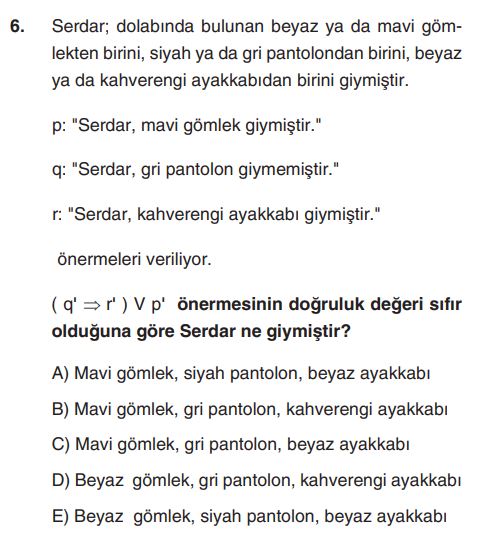 6. Serdar; dolabında bulunan beyaz ya da mavi göm-
lekten birini, siyah ya da gri pantolondan birini, beyaz
ya da kahverengi ayakkabıdan birini giymiştir.
p: "Serdar, mavi gömlek giymiştir."
q: "Serdar, gri pantolon giymemiştir."
r: "Serdar, kahverengi ayakkabı giymiştir."
önermeleri veriliyor.
( q' ⇒ r' ) V p' önermesinin doğruluk değeri sıfır
olduğuna göre Serdar ne giymiştir?
A) Mavi gömlek, siyah pantolon, beyaz ayakkabı
B) Mavi gömlek, gri pantolon, kahverengi ayakkabı
C) Mavi gömlek, gri pantolon, beyaz ayakkabı
D) Beyaz gömlek, gri pantolon, kahverengi ayakkabı
E) Beyaz gömlek, siyah pantolon, beyaz ayakkabı